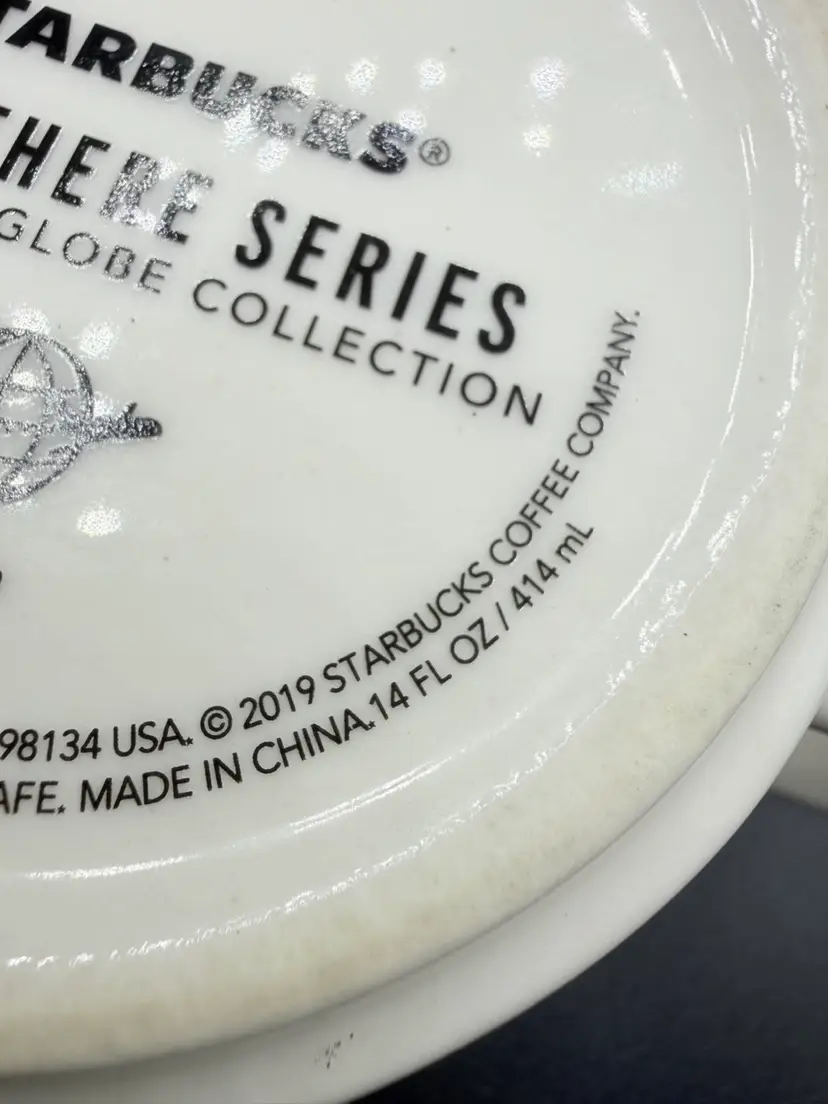 TARBUCKS®
THERE SERIES
GLOBE COLLECTION
98134 USA. © 2019 STARBUCKS COFFEE COMPANY.
AFE. MADE IN CHINA.14 FL OZ / 414 mL